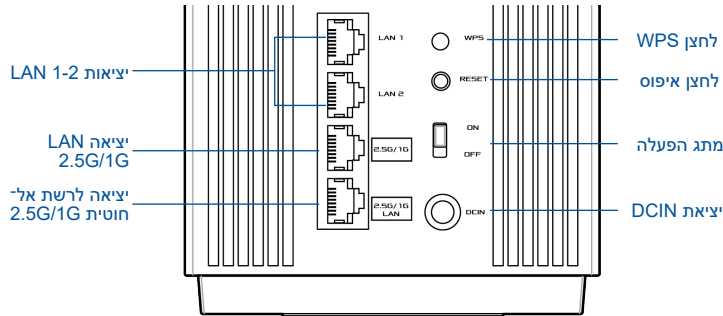 LAN 1
WPS
לחצן WPS
יציאות LAN 1-2
RESET
לחצן איפוס
LAN 2
ON
OFF
מתג הפעלה
יציאה LAN
2.5G/1G
2.5G/1G
יציאה לרשת אל־
חוטית 2.5G/1G
2.5G/1G
LAN
DCIN
יציאת DCIN